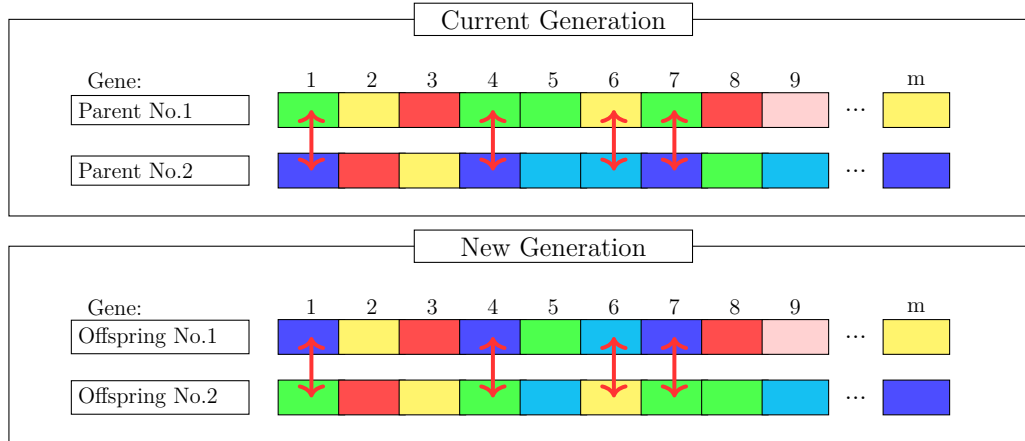 Current Generation
Gene: 1 2 3 4 5 6 7 8 9 m
Parent No.1 ...
Parent No.2 ...
New Generation
Gene: 1 2 3 4 5 6 7 8 9 m
Offspring No.1 ...
Offspring No.2 ...